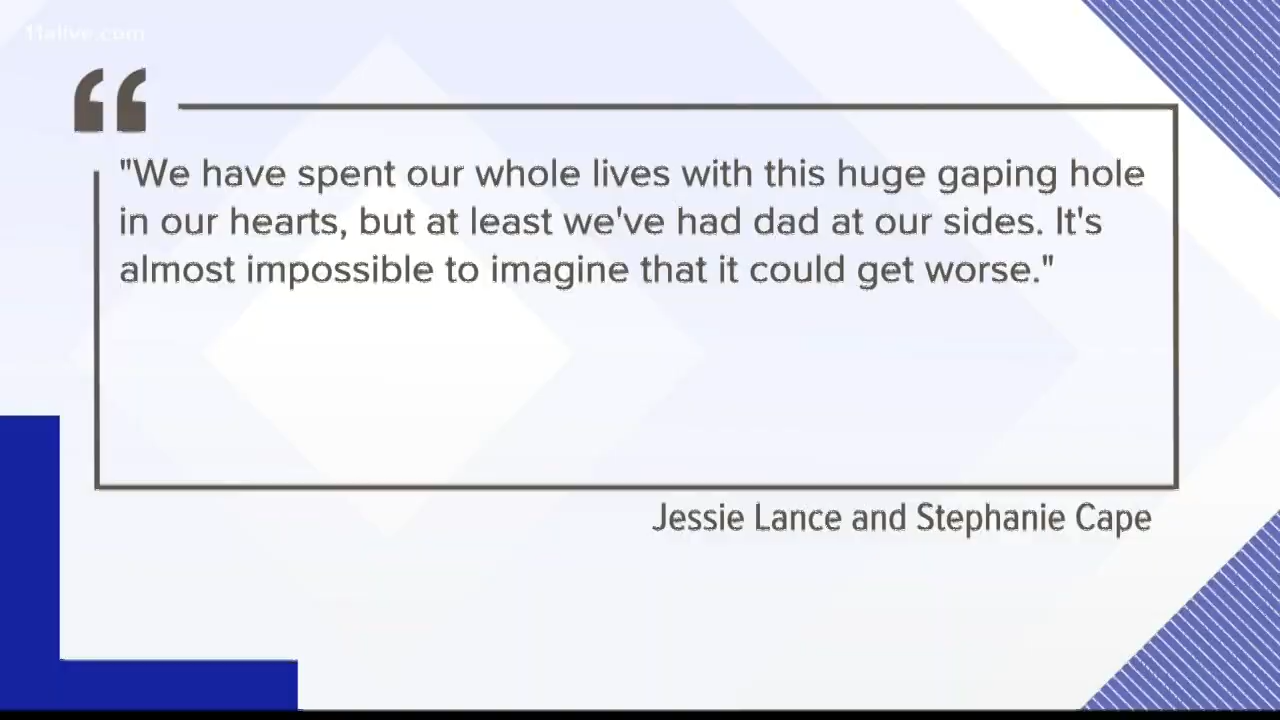 11alive.com
“
"We have spent our whole lives with this huge gaping hole
in our hearts, but at least we've had dad at our sides. It's
almost impossible to imagine that it could get worse."
Jessie Lance and Stephanie Cape